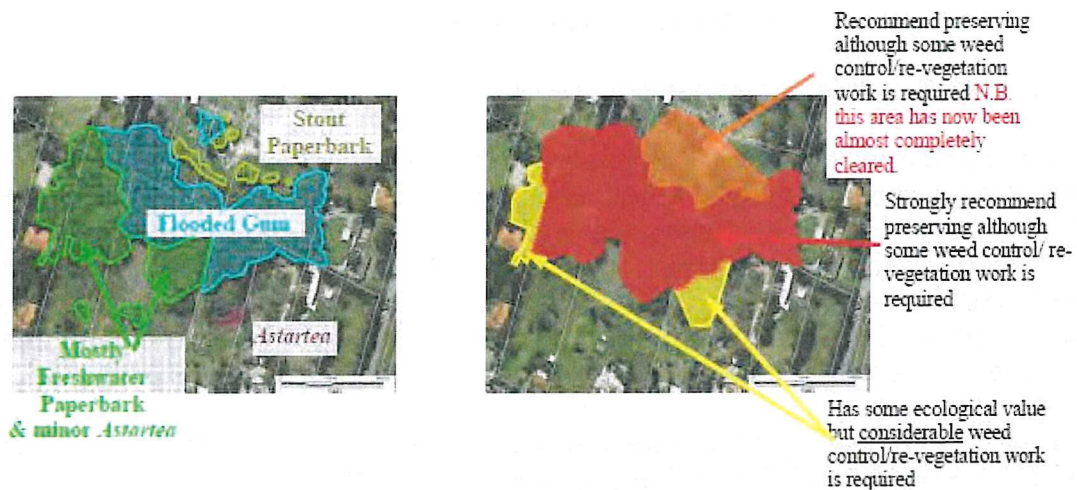 Stout
Paperbark
Flooded Gum
Astartea
Mostly
Freshwater
Paperbark
& minor Astartea
Recommend preserving
although some weed
control/re-vegetation
work is required N.B.
this area has now been
almost completely
cleared.
Strongly recommend
preserving although
some weed control/ re-
vegetation work is
required
Has some ecological value
but considerable weed
control/re-vegetation work
is required